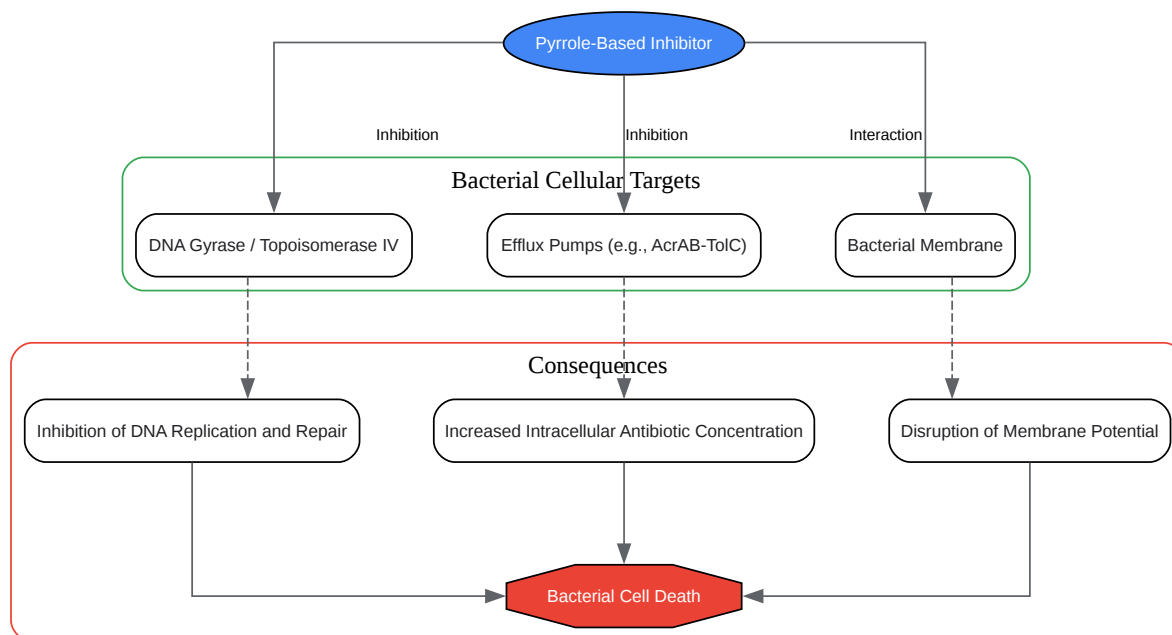 Pyrrole-Based Inhibitor
Inhibition
Inhibition
Interaction
Bacterial Cellular Targets
DNA Gyrase / Topoisomerase IV
Efflux Pumps (e.g., AcrAB-TolC)
Bacterial Membrane
Consequences
Inhibition of DNA Replication and Repair
Increased Intracellular Antibiotic Concentration
Disruption of Membrane Potential
Bacterial Cell Death